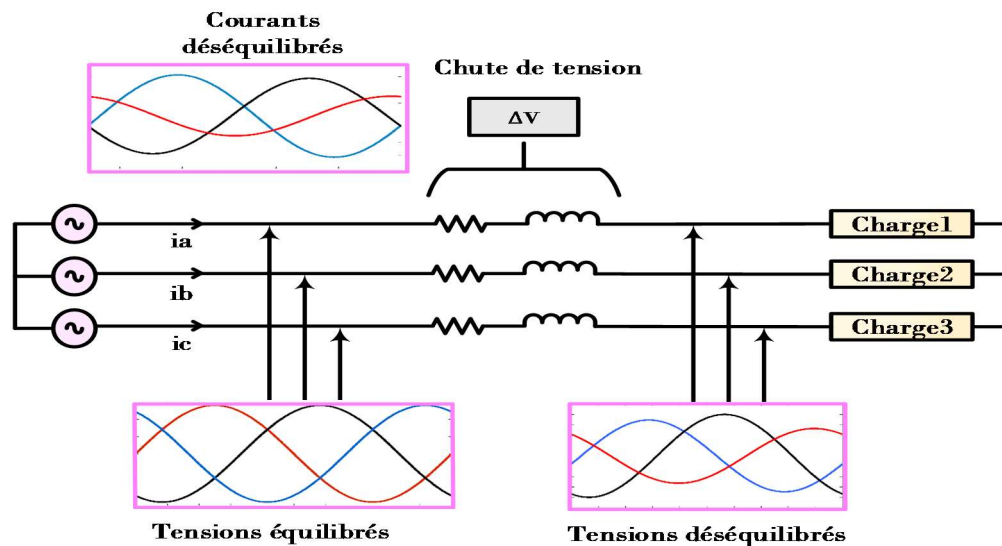 Courants
déséquilibrés
Chute de tension
ΔV
ia
Charge1
ib
Charge2
ic
Charge3
Tensions équilibrés
Tensions déséquilibrés